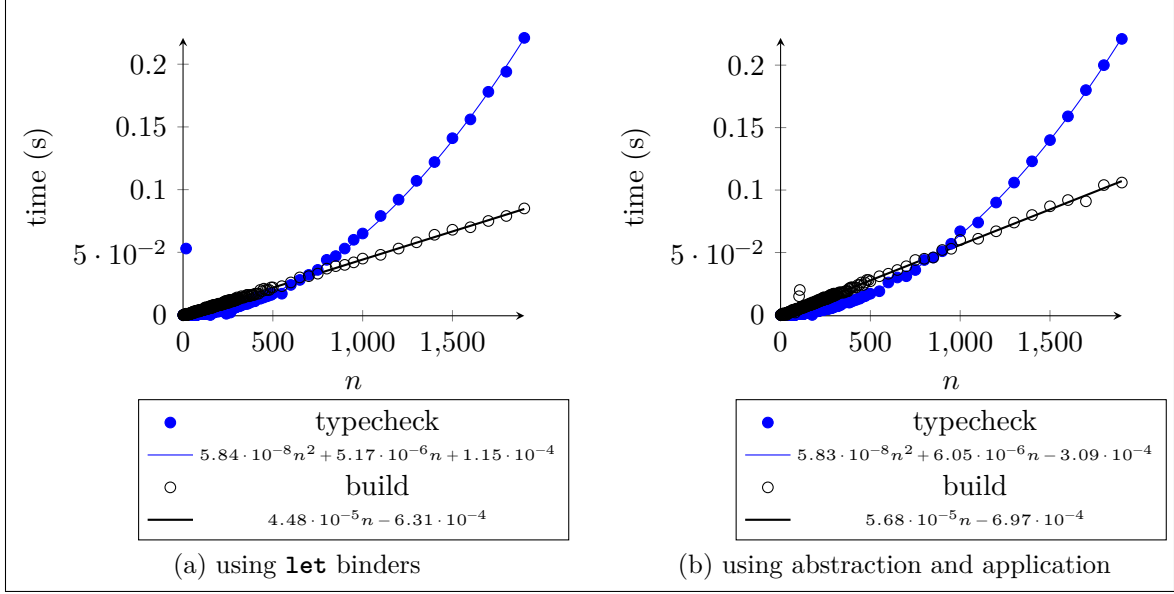 0.2
0.15
0.1
5 · 10⁻²
0
time (s)
0 500 1,000 1,500
n
typecheck
5.84 · 10⁻⁸n² + 5.17 · 10⁻⁶n + 1.15 · 10⁻⁴
build
4.48 · 10⁻⁵n − 6.31 · 10⁻⁴
(a) using let binders
0.2
0.15
0.1
5 · 10⁻²
0
time (s)
0 500 1,000 1,500
n
typecheck
5.83 · 10⁻⁸n² + 6.05 · 10⁻⁶n − 3.09 · 10⁻⁴
build
5.68 · 10⁻⁵n − 6.97 · 10⁻⁴
(b) using abstraction and application